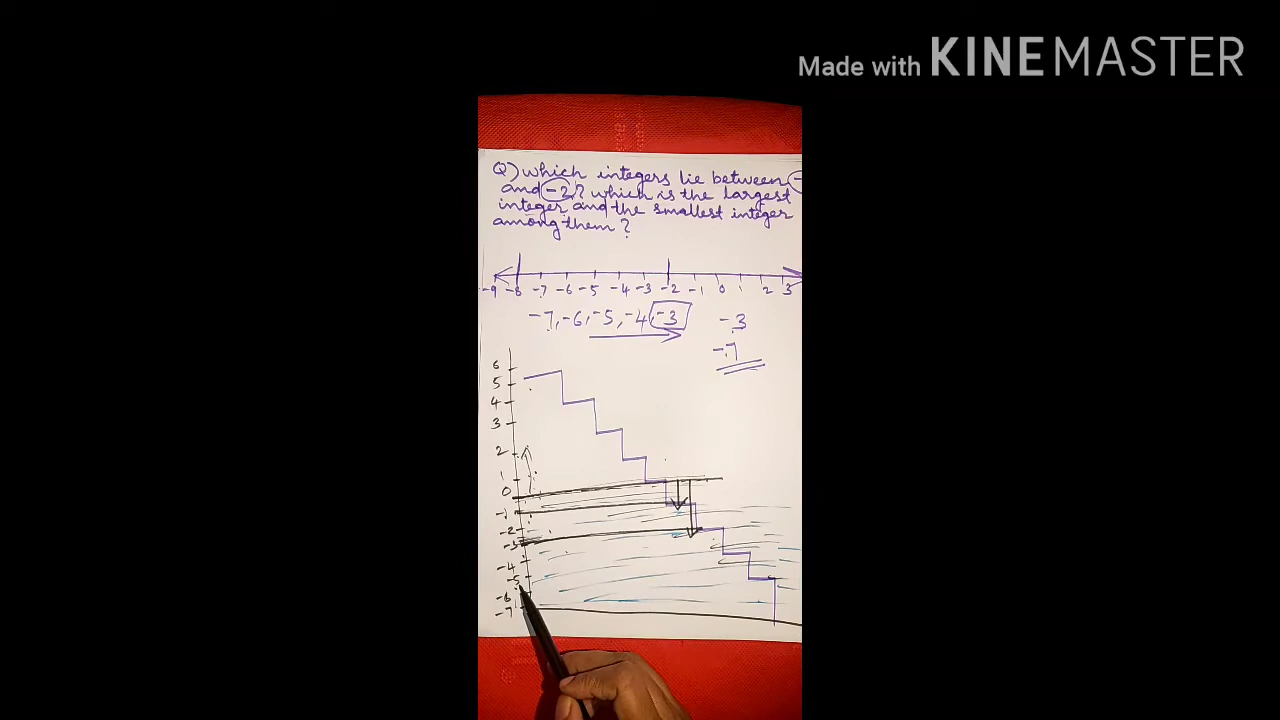 Made with KINEMASTER
Q) which integers lie between -
and -2? which is the largest
integer and the smallest integer
among them?
-9 -8 -7 -6 -5 -4 -3 -2 -1 0 1 2 3
-7, -6, -5, -4, -3
-3
-7
6
5
4
3
2
1
0
-1
-2
-3
-4
-5
-6
-7